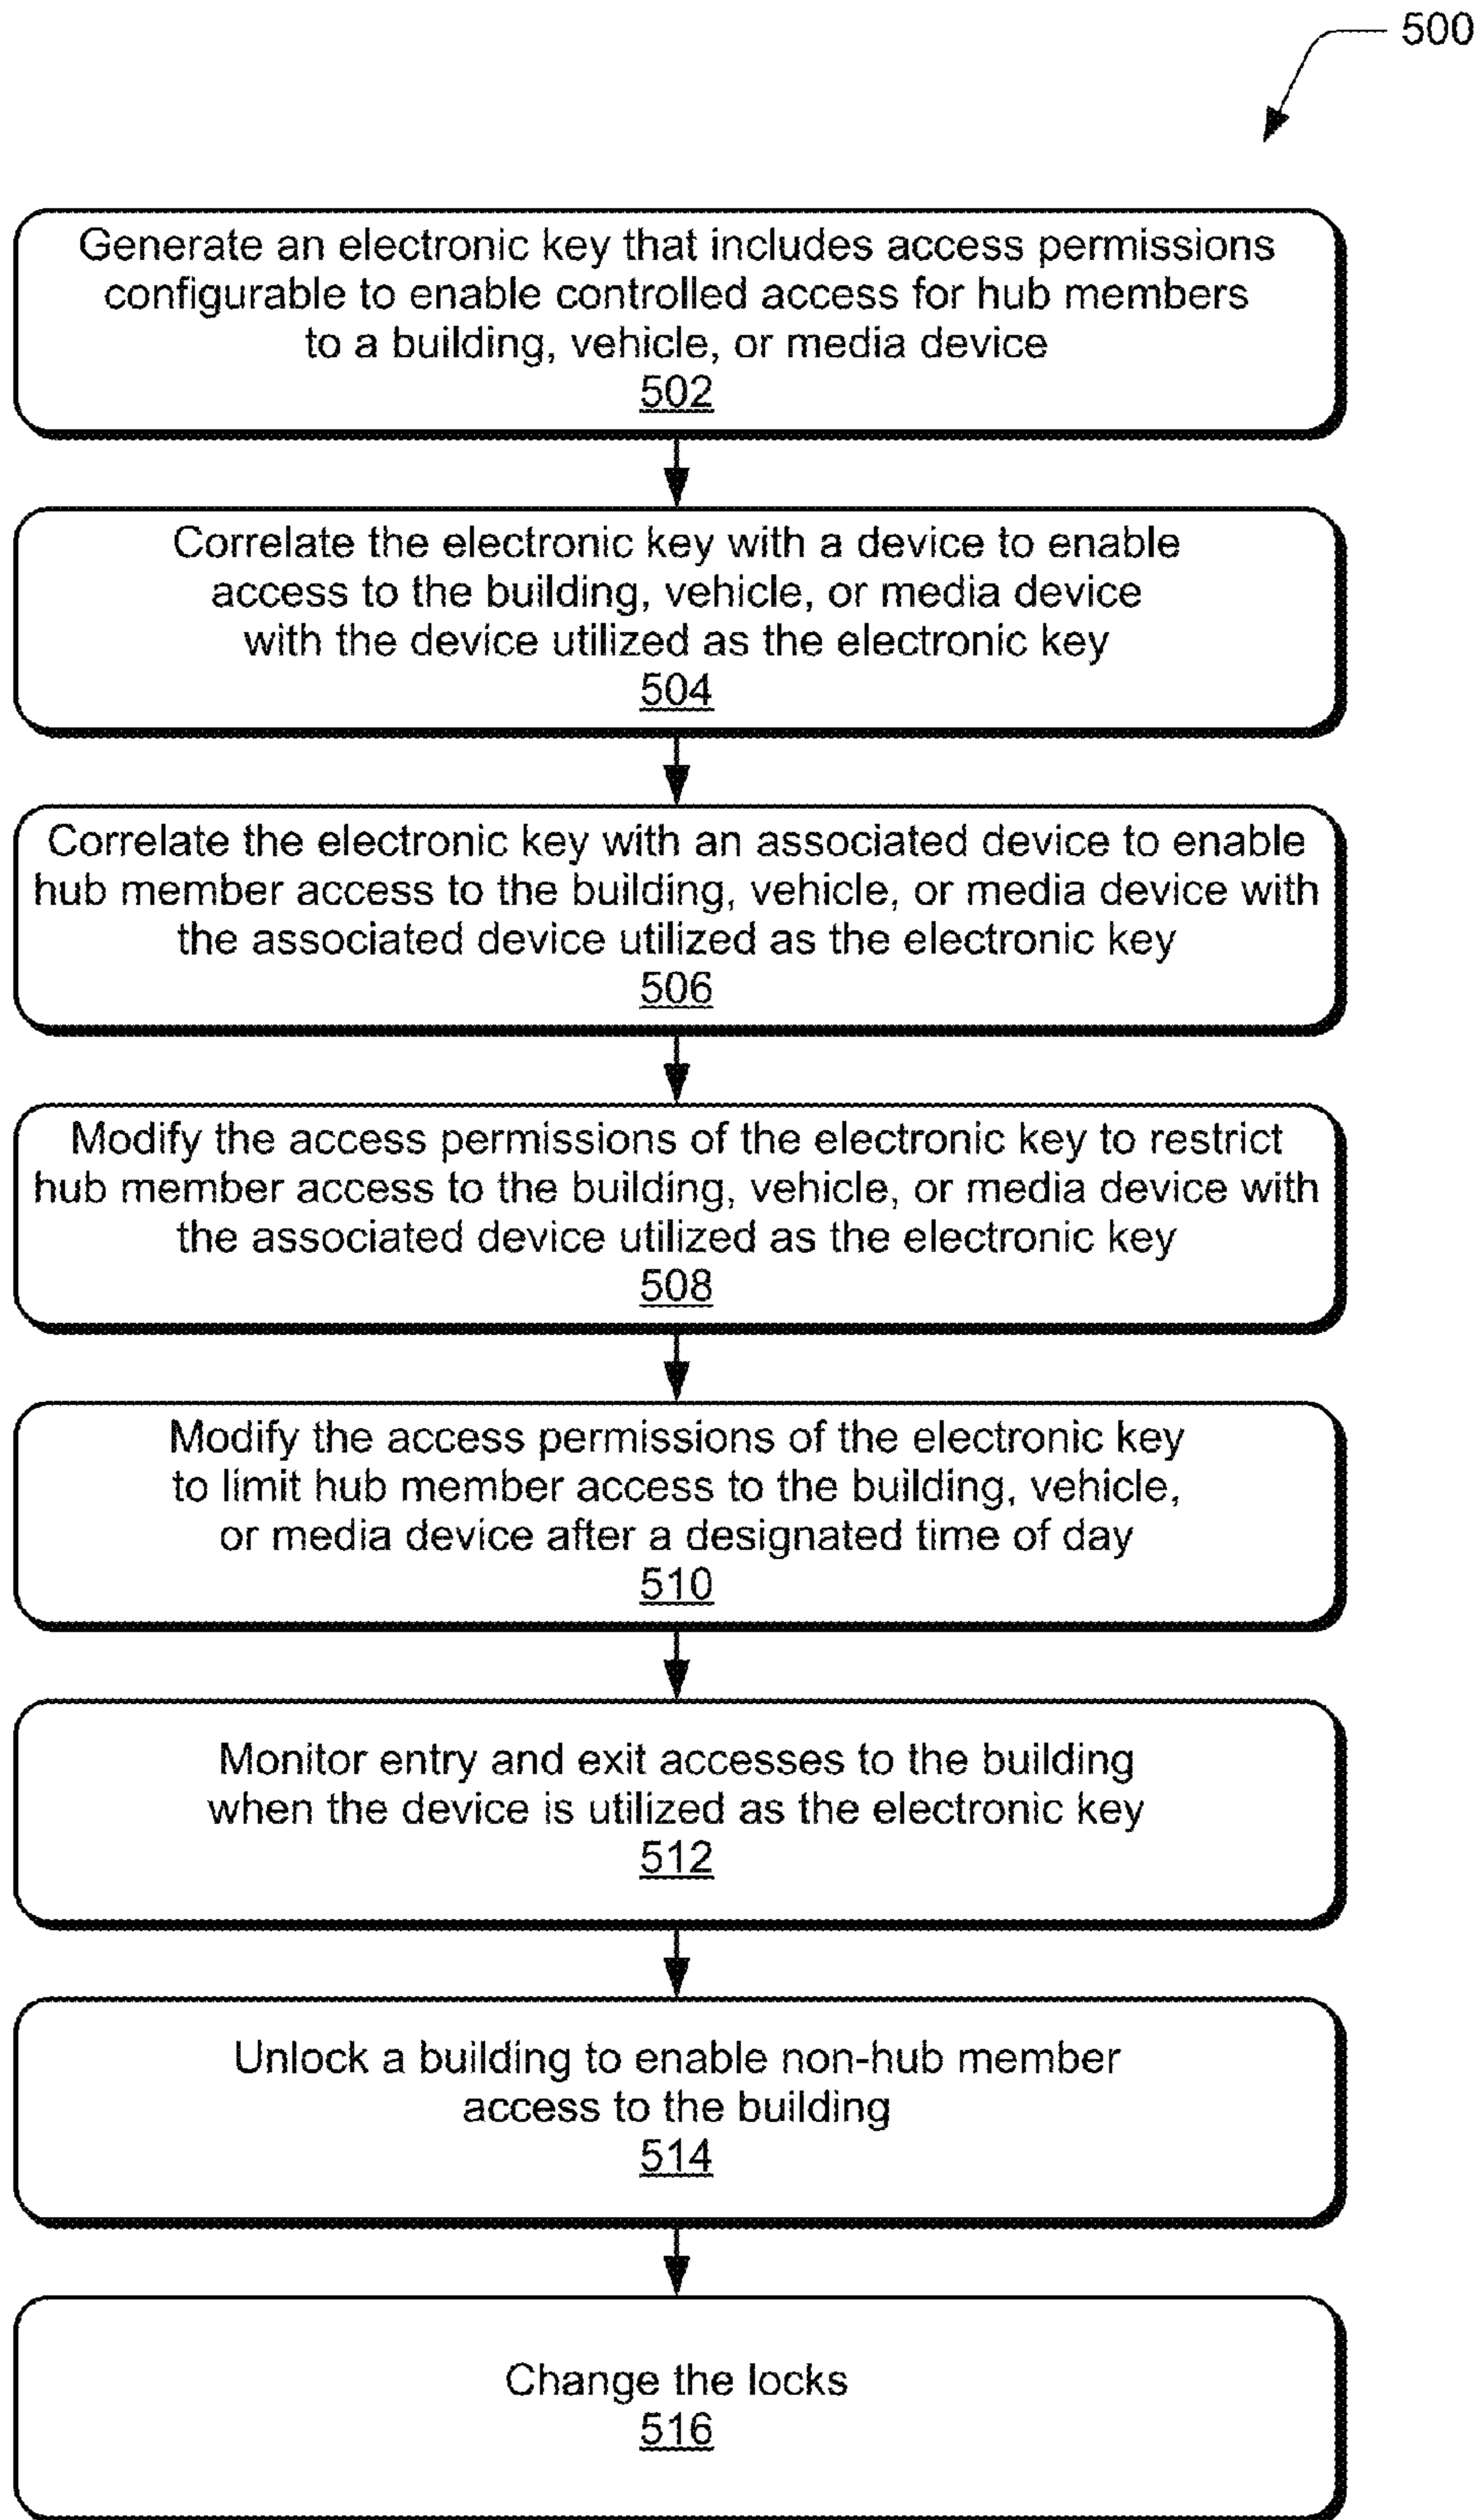 500
Generate an electronic key that includes access permissions
configurable to enable controlled access for hub members
to a building, vehicle, or media device
502
Correlate the electronic key with a device to enable
access to the building, vehicle, or media device
with the device utilized as the electronic key
504
Correlate the electronic key with an associated device to enable
hub member access to the building, vehicle, or media device with
the associated device utilized as the electronic key
506
Modify the access permissions of the electronic key to restrict
hub member access to the building, vehicle, or media device with
the associated device utilized as the electronic key
508
Modify the access permissions of the electronic key
to limit hub member access to the building, vehicle,
or media device after a designated time of day
510
Monitor entry and exit accesses to the building
when the device is utilized as the electronic key
512
Unlock a building to enable non-hub member
access to the building
514
Change the locks
516